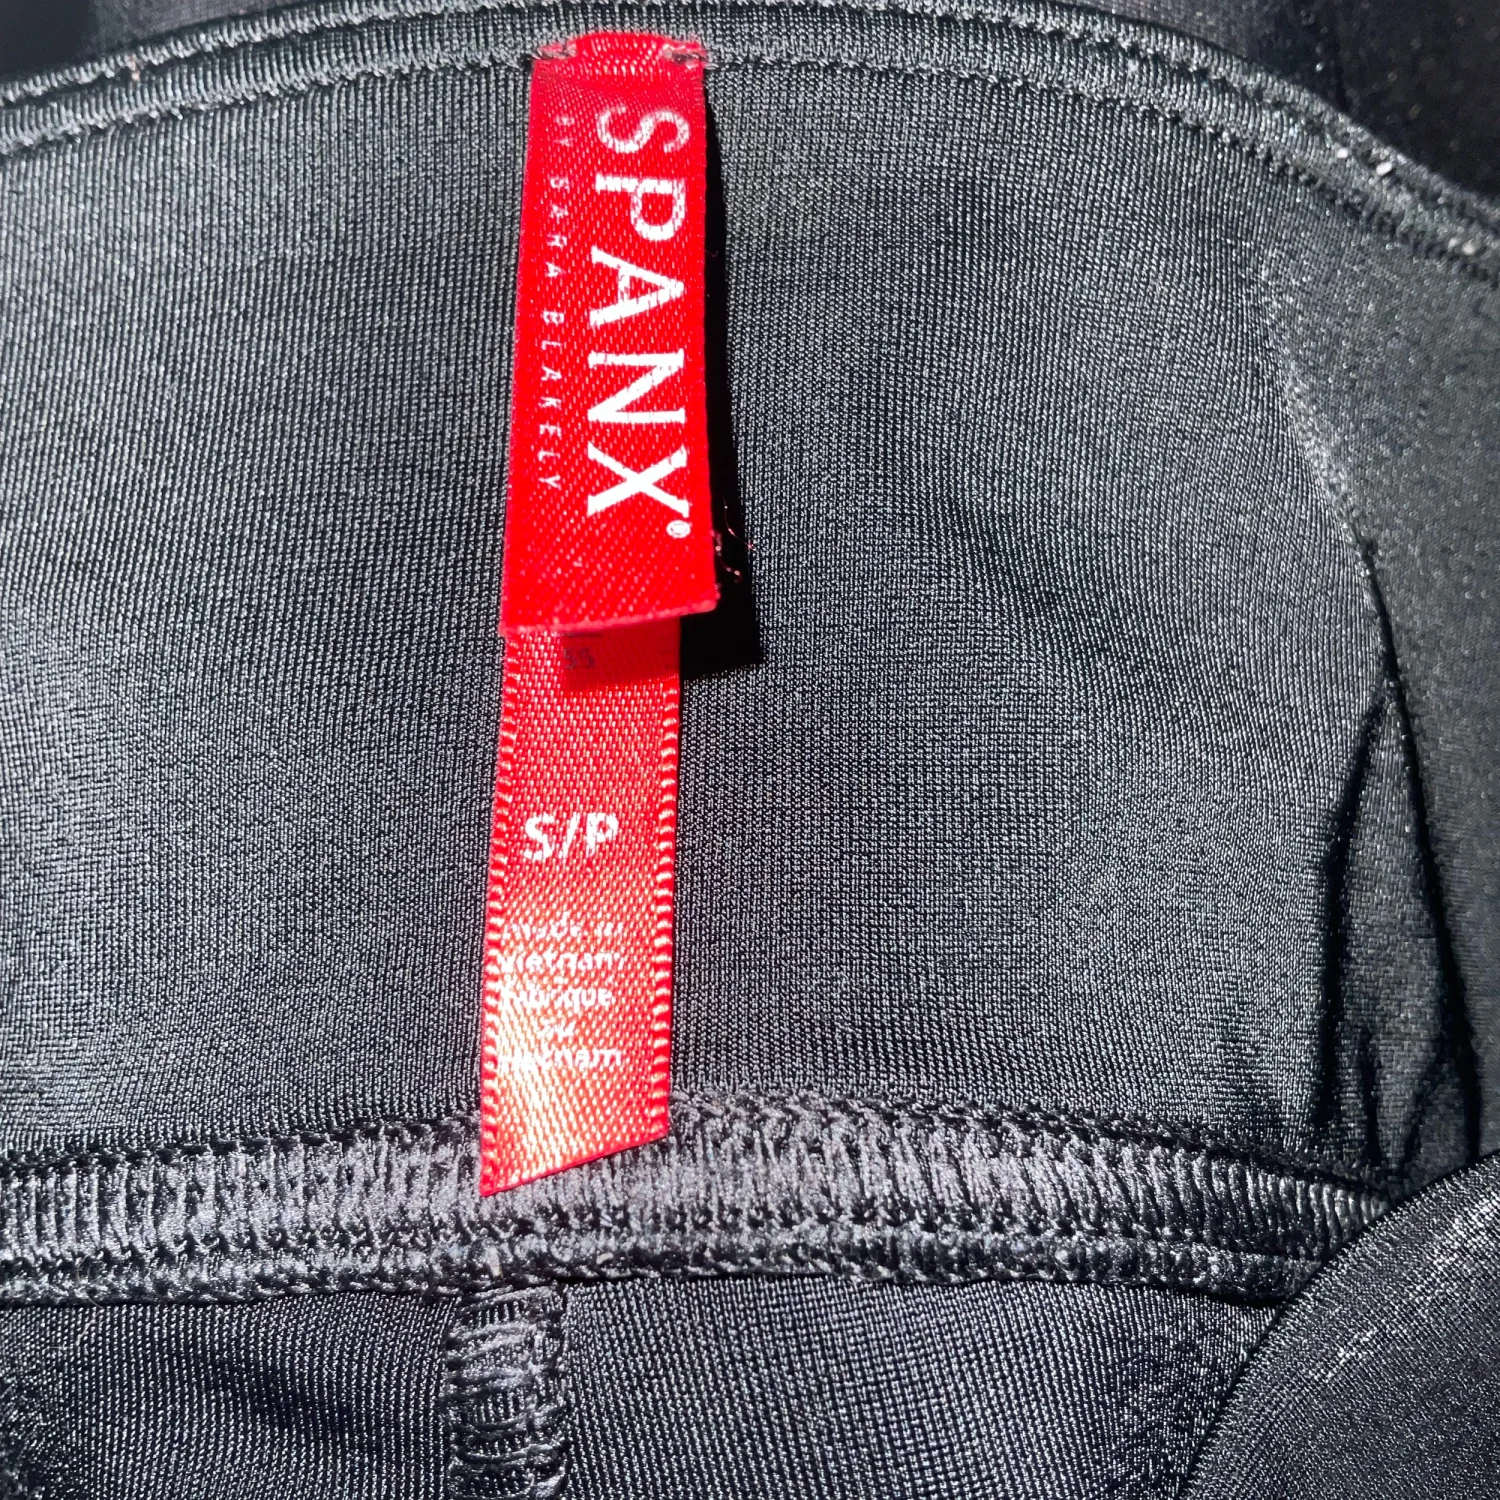 SPANX®
BY SARA BLAKELY
S/P
made in
vietnam
fabriqué
au
vietnam